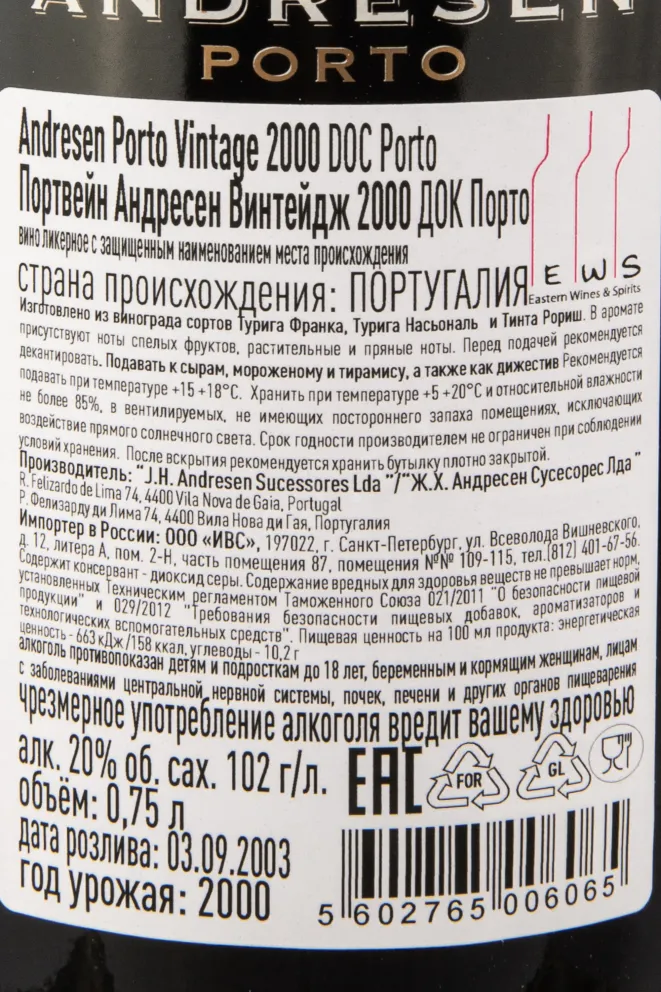 ANDRESEN
PORTO
Andresen Porto Vintage 2000 DOC Porto
Портвейн Андресен Винтейдж 2000 ДОК Порто
вино ликерное с защищенным наименованием места происхождения
страна происхождения: ПОРТУГАЛИЯ
E W S
Eastern Wines & Spirits
Изготовлено из винограда сортов Турига Франка, Турига Насьональ и Тинта Рориш. В аромате
присутствуют ноты спелых фруктов, растительные и пряные ноты. Перед подачей рекомендуется
декантировать. Подавать к сырам, мороженому и тирамису, а также как дижестив Рекомендуется
подавать при температуре +15 +18°C. Хранить при температуре +5 +20°C и относительной влажности
не более 85%, в вентилируемых, не имеющих постороннего запаха помещениях, исключающих
воздействие прямого солнечного света. Срок годности производителем не ограничен при соблюдении
условий хранения. После вскрытия рекомендуется хранить бутылку плотно закрытой.
Производитель: "J.H. Andresen Sucessores Lda "/"Ж.Х. Андресен Сусесорес Лда "
R. Felizardo de Lima 74, 4400 Vila Nova de Gaia, Portugal
Р. Фелизарду ди Лима 74, 4400 Вила Нова ди Гая, Португалия
Импортер в России: ООО «ИВС», 197022, г. Санкт-Петербург, ул. Всеволода Вишневского,
д. 12, литера А, пом. 2-Н, часть помещения 87, помещения №№ 109-115, тел.(812) 401-67-56.
Содержит консервант - диоксид серы. Содержание вредных для здоровья веществ не превышает норм,
установленных Техническим регламентом Таможенного Союза 021/2011 "О безопасности пищевой
продукции" и 029/2012 "Требования безопасности пищевых добавок, ароматизаторов и
технологических вспомогательных средств". Пищевая ценность на 100 мл продукта: энергетическая
ценность - 663 кДж/158 ккал, углеводы - 10,2 г
алкоголь противопоказан детям и подросткам до 18 лет, беременным и кормящим женщинам, лицам
с заболеваниями центральной нервной системы, почек, печени и других органов пищеварения
чрезмерное употребление алкоголя вредит вашему здоровью
алк. 20% об. сах. 102 г/л.
EAC
FOR
GL
объём: 0,75 л
дата розлива: 03.09.2003
год урожая: 2000
5 602765 006065